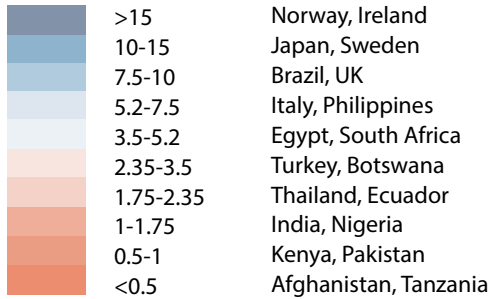 >15 Norway, Ireland
10-15 Japan, Sweden
7.5-10 Brazil, UK
5.2-7.5 Italy, Philippines
3.5-5.2 Egypt, South Africa
2.35-3.5 Turkey, Botswana
1.75-2.35 Thailand, Ecuador
1-1.75 India, Nigeria
0.5-1 Kenya, Pakistan
<0.5 Afghanistan, Tanzania